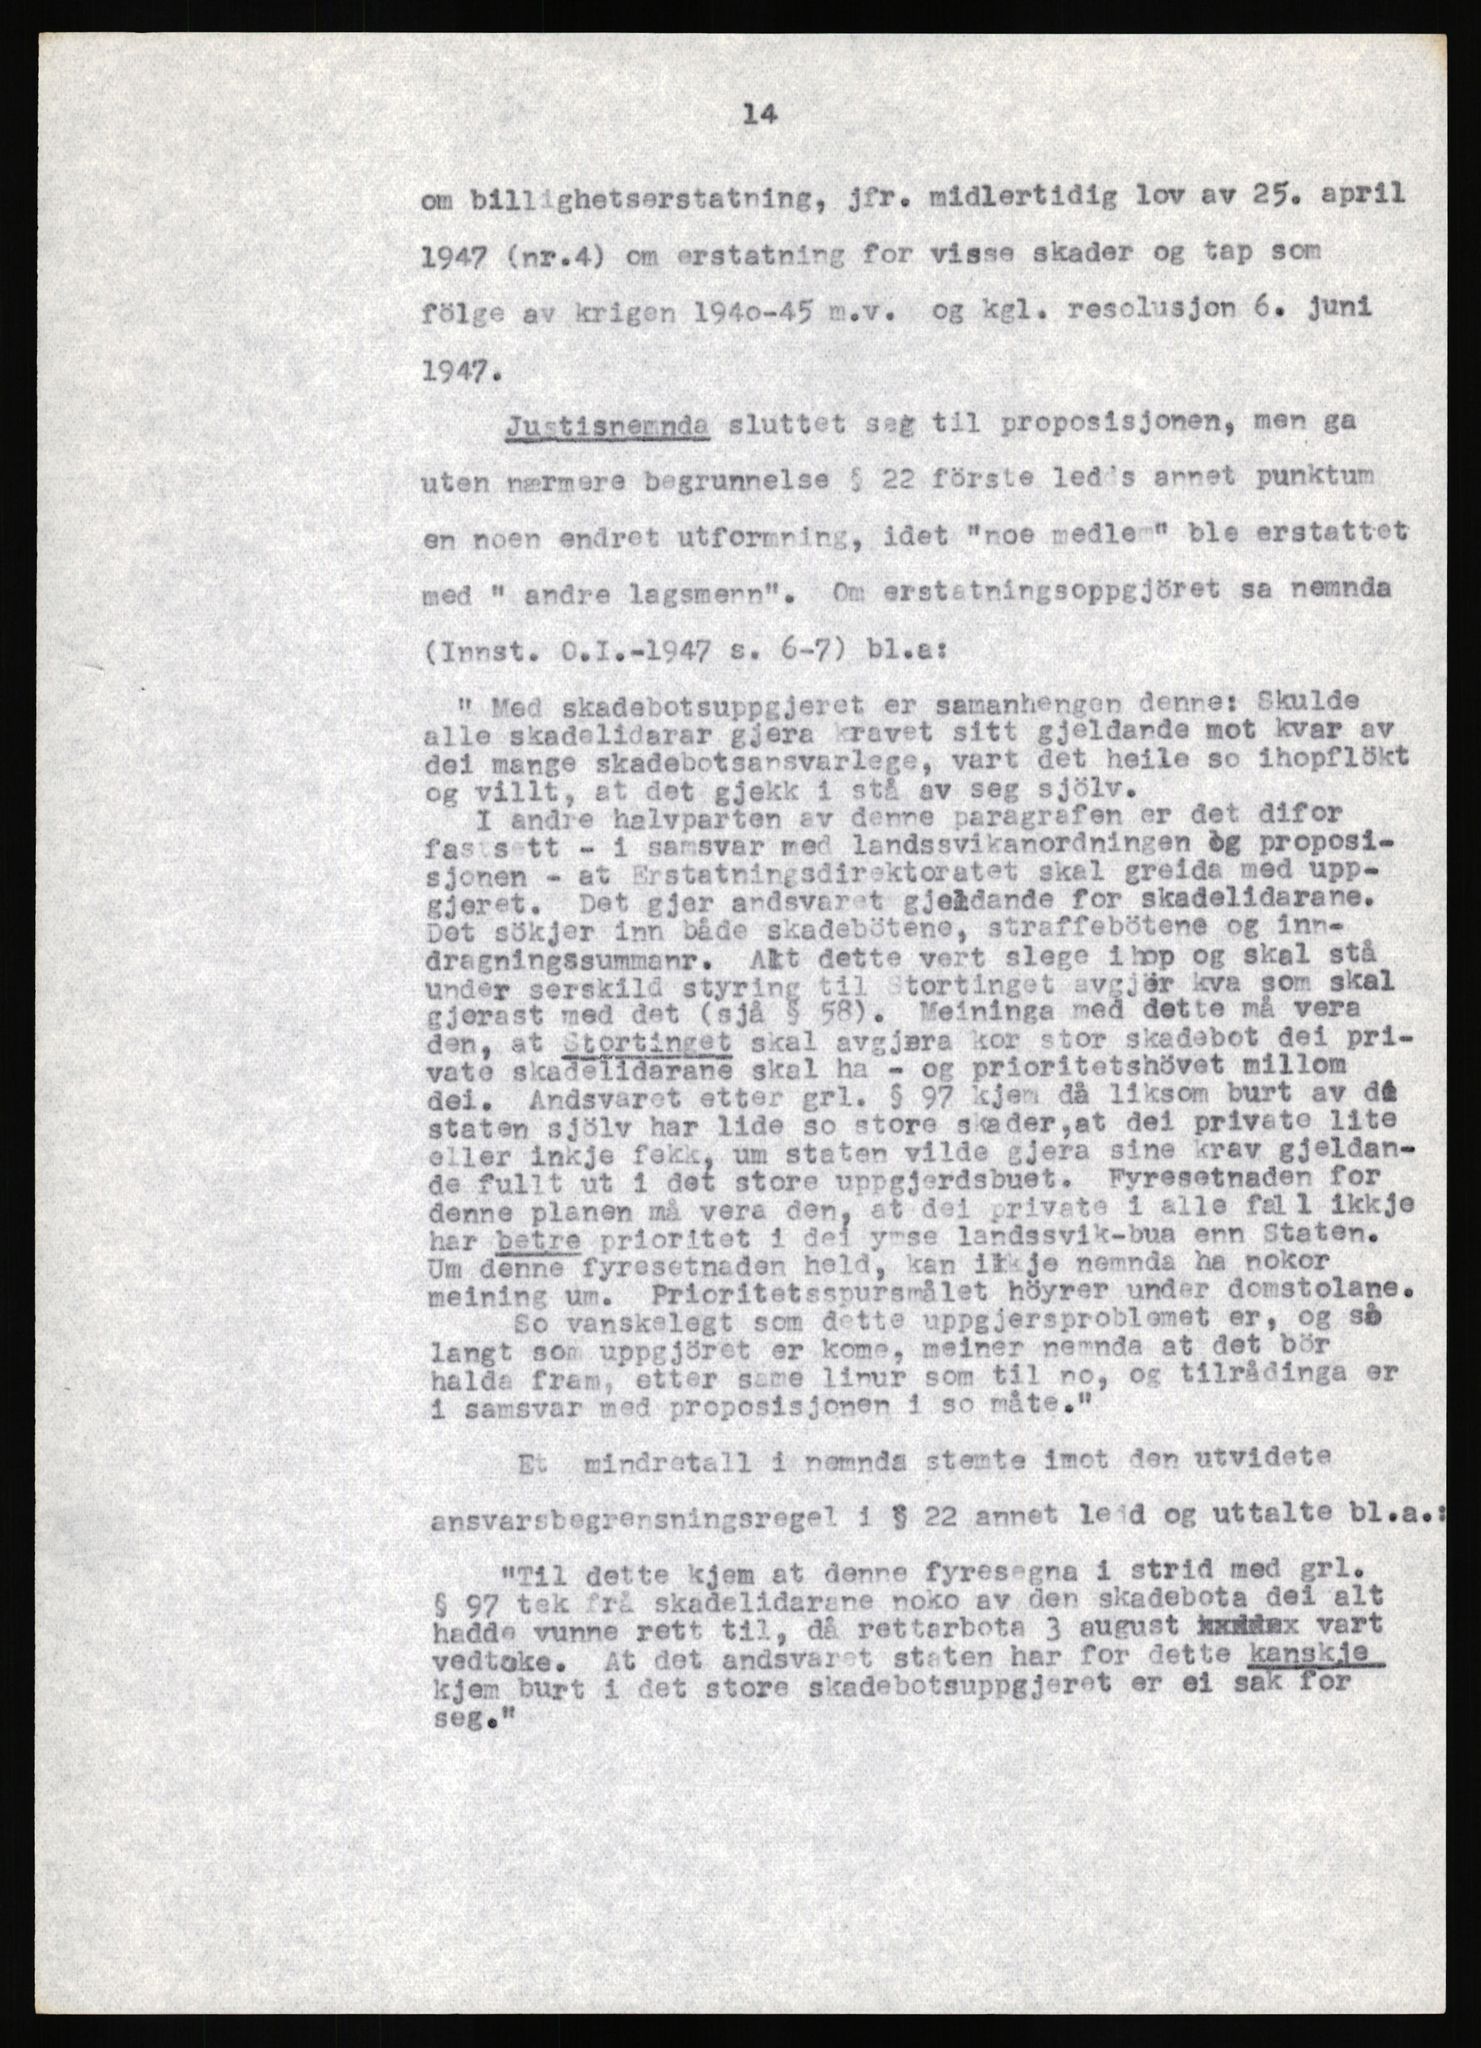 14
om billighetserstatning, jfr. midlertidig lov av 25. april
1947 (nr.4) om erstatning for visse skader og tap som
fölge av krigen 194o-45 m.v. og kgl. resolusjon 6. juni
1947.
Justisnemnda sluttet seg til proposisjonen, men ga
uten nærmere begrunnelse § 22 förste ledds annet punktum
en noen endret utformning, idet "noe medlem" ble erstattet
med " andre lagsmenn". Om erstatningsoppgjöret sa nemnda
(Innst. O.I.-1947 s. 6-7) bl.a:
" Med skadebotsuppgjeret er samanhengen denne: Skulde
alle skadelidarar gjera kravet sitt gjeldande mot kvar av
dei mange skadebotsansvarlege, vart det heile so ihopflökt
og villt, at det gjekk i stå av seg sjölv.
I andre halvparten av denne paragrafen er det difor
fastsett - i samsvar med landssvikanordningen og proposi-
sjonen - at Erstatningsdirektoratet skal greida med upp-
gjeret. Det gjer andsvaret gjeldande for skadelidarane.
Det sökjer inn både skadebötene, straffebötene og inn-
dragningssummanr. Alt dette vert slege ihop og skal stå
under serskild styring til Stortinget avgjer kva som skal
gjerast med det (sjå § 58). Meininga med dette må vera
den, at Stortinget skal avgjera kor stor skadebot dei pri-
vate skadelidarane skal ha - og prioritetshövet millom
dei. Andsvaret etter grl. § 97 kjem då liksom burt av di
staten sjölv har lide so store skader,at dei private lite
eller inkje fekk, um staten vilde gjera sine krav gjeldan-
de fullt ut i det store uppgjerdsbuet. Fyresetnaden for
denne planen må vera den, at dei private i alle fall ikkje
har betre prioritet i dei ymse landssvik-bua enn Staten.
Um denne fyresetnaden held, kan ikkje nemnda ha nokor
meining um. Prioritetsspursmålet höyrer under domstolane.
So vanskelegt som dette uppgjersproblemet er, og so
langt som uppgjöret er kome, meiner nemnda at det bör
halda fram, etter same linur som til no, og tilrådinga er
i samsvar med proposisjonen i so måte."
Et mindretall i nemnda stemte imot den utvidete
ansvarsbegrensningsregel i § 22 annet ledd og uttalte bl.a.:
"Til dette kjem at denne fyresegna i strid med grl.
§ 97 tek frå skadelidarane noko av den skadebota dei alt
hadde vunne rett til, då rettarbota 3 august vart
vedtoke. At det andsvaret staten har for dette kanskje
kjem burt i det store skadebotsuppgjeret er ei sak for
seg."